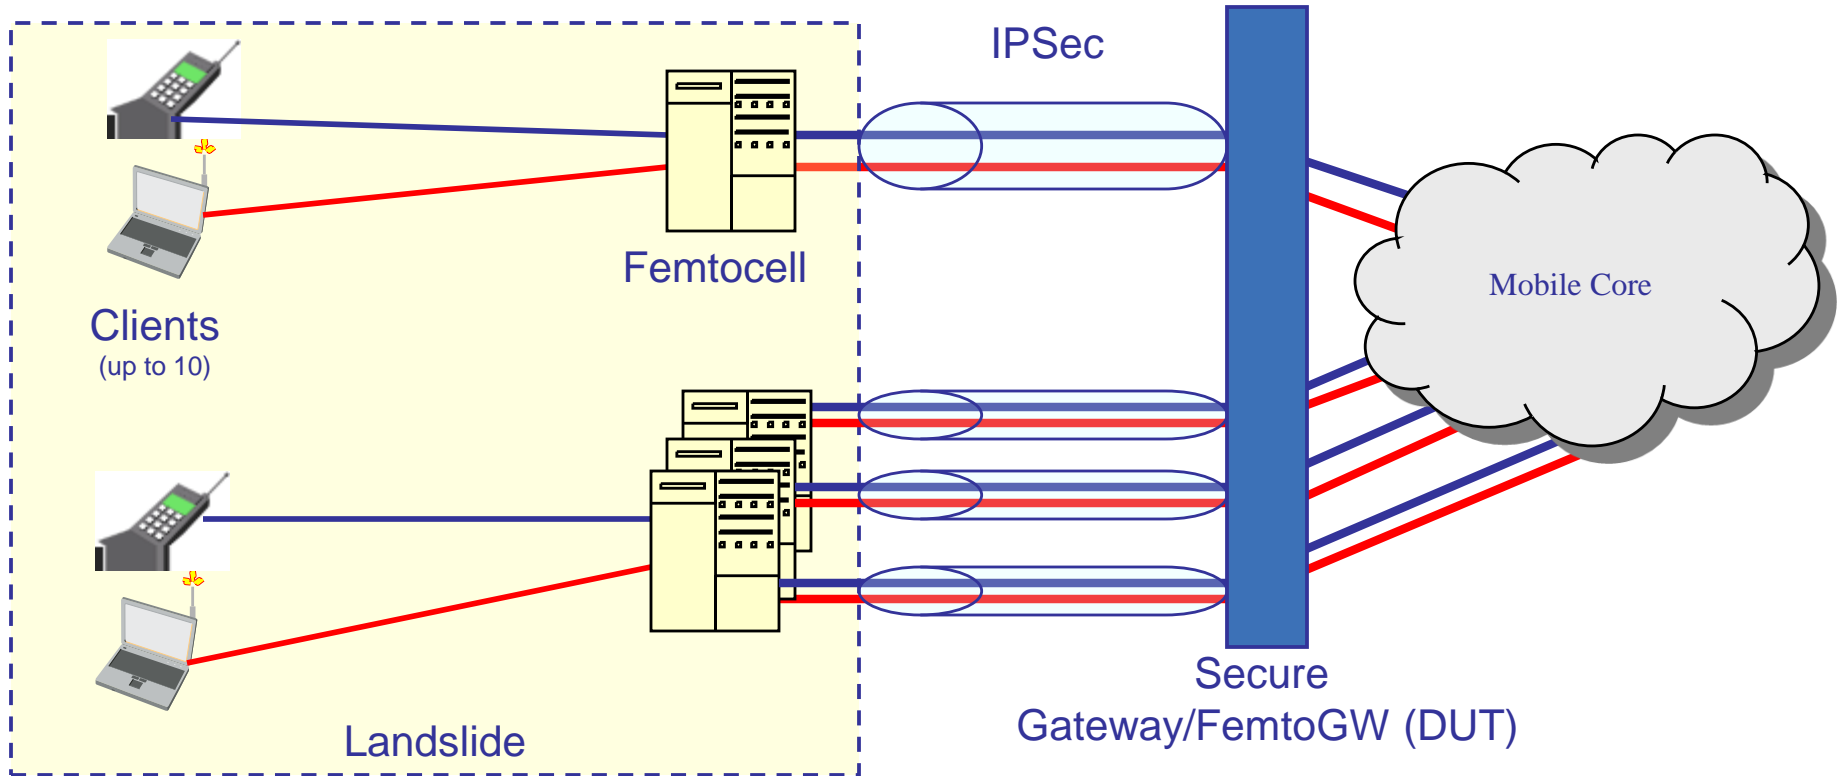 IPSec
Femtocell
Clients
(up to 10)
Mobile Core
Secure
Gateway/FemtoGW (DUT)
Landslide